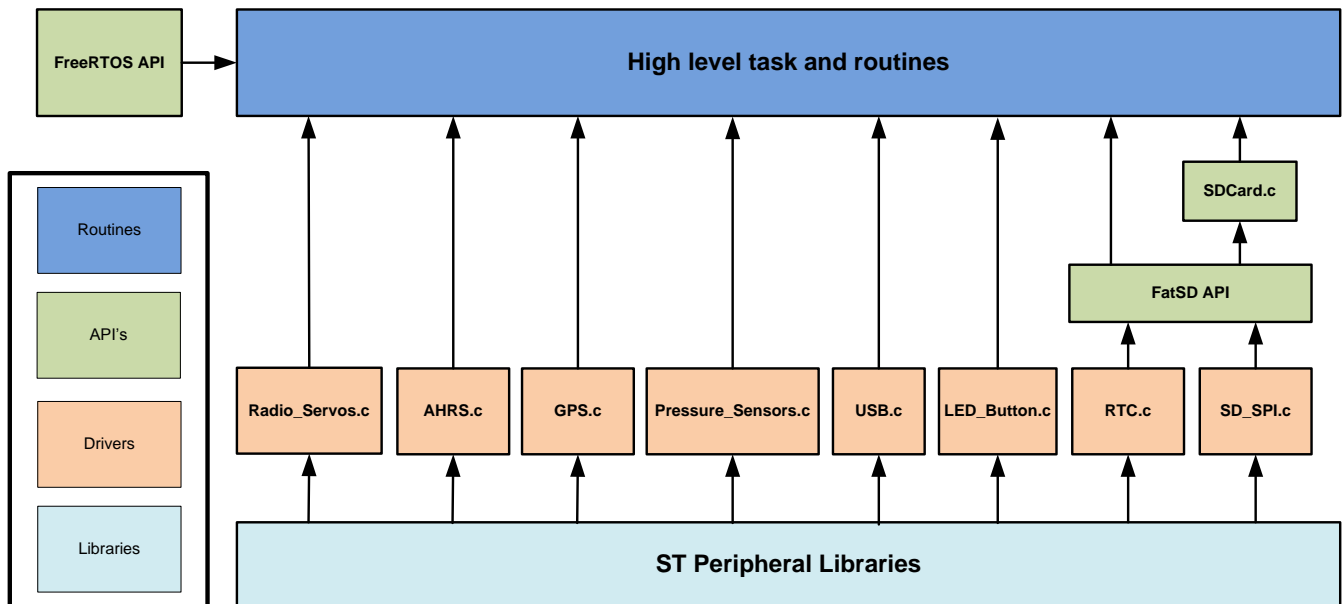 FreeRTOS API
High level task and routines
SDCard.c
Routines
FatSD API
API's
Radio_Servos.c
AHRS.c
GPS.c
Pressure_Sensors.c
USB.c
LED_Button.c
RTC.c
SD_SPI.c
Drivers
Libraries
ST Peripheral Libraries